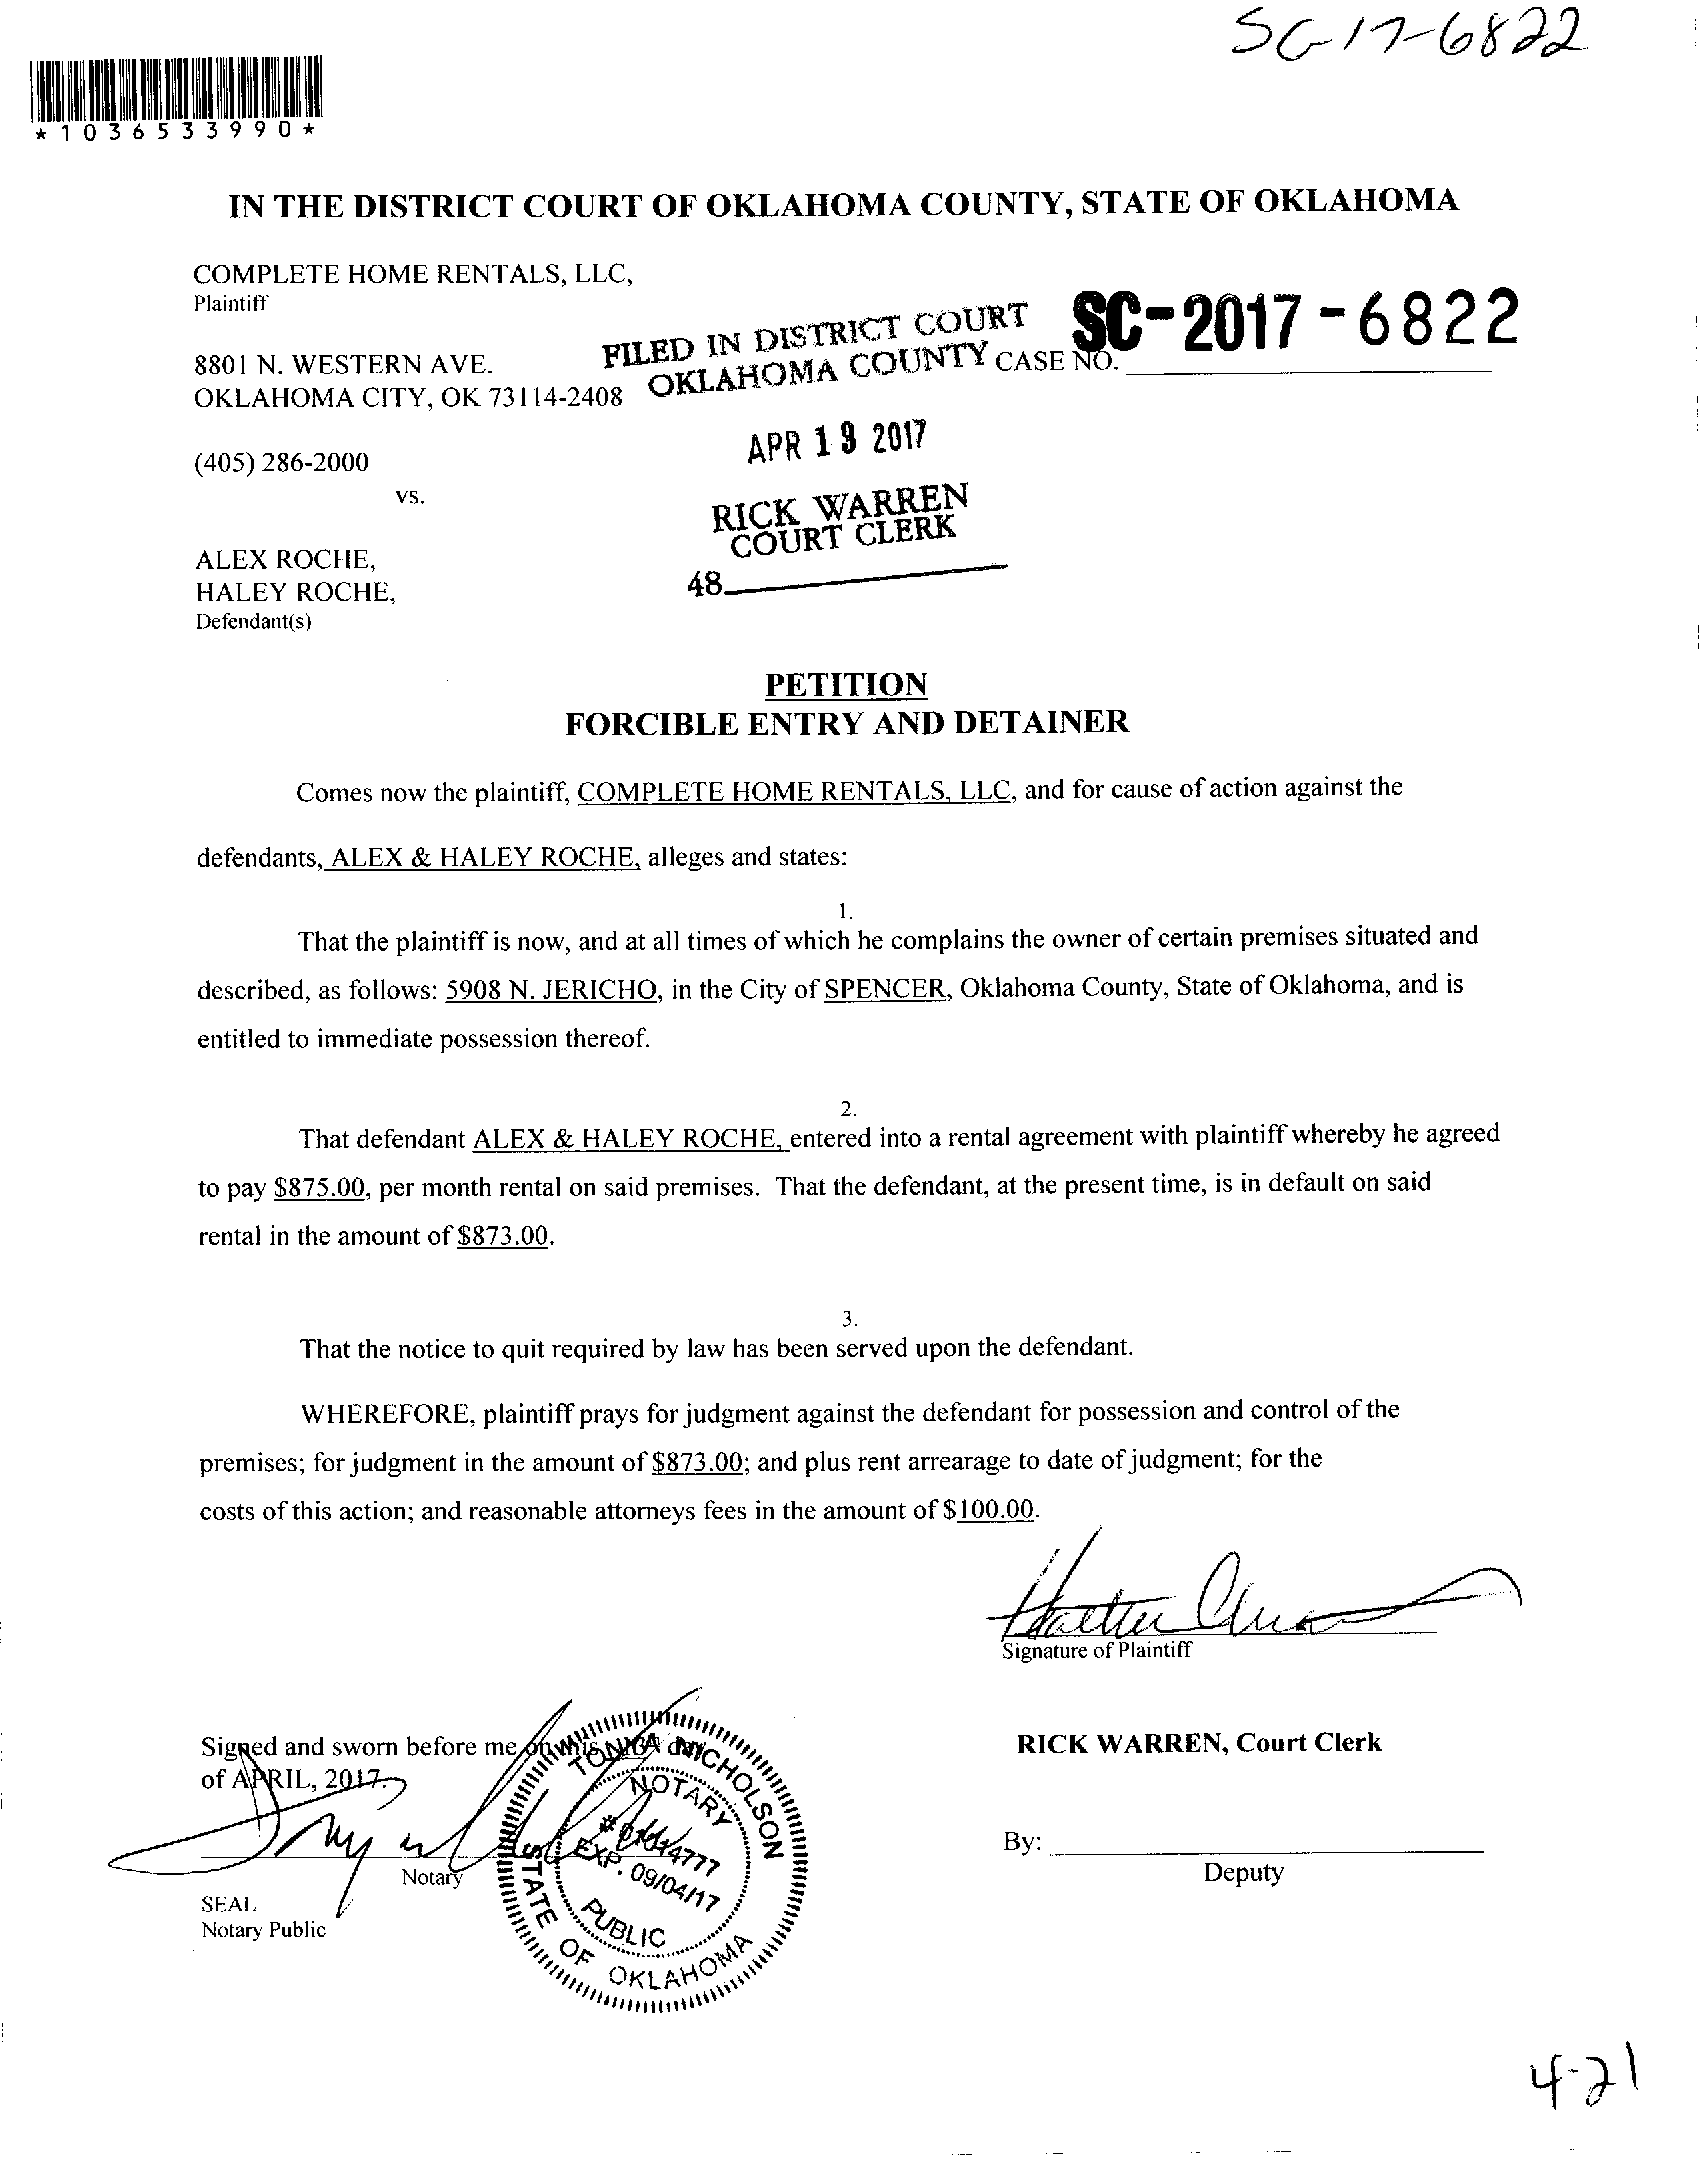 SC-17-6822
*1036533990*
IN THE DISTRICT COURT OF OKLAHOMA COUNTY, STATE OF OKLAHOMA
COMPLETE HOME RENTALS, LLC,
Plaintiff
8801 N. WESTERN AVE.
OKLAHOMA CITY, OK 73114-2408
(405) 286-2000
vs.
ALEX ROCHE,
HALEY ROCHE,
Defendant(s)
FILED IN DISTRICT COURT
OKLAHOMA COUNTY
APR 19 2017
RICK WARREN
COURT CLERK
48
CASE NO. SC-2017-6822
PETITION
FORCIBLE ENTRY AND DETAINER
Comes now the plaintiff, COMPLETE HOME RENTALS, LLC, and for cause of action against the
defendants, ALEX & HALEY ROCHE, alleges and states:
1.
That the plaintiff is now, and at all times of which he complains the owner of certain premises situated and
described, as follows: 5908 N. JERICHO, in the City of SPENCER, Oklahoma County, State of Oklahoma, and is
entitled to immediate possession thereof.
2.
That defendant ALEX & HALEY ROCHE, entered into a rental agreement with plaintiff whereby he agreed
to pay $875.00, per month rental on said premises. That the defendant, at the present time, is in default on said
rental in the amount of $873.00.
3.
That the notice to quit required by law has been served upon the defendant.
WHEREFORE, plaintiff prays for judgment against the defendant for possession and control of the
premises; for judgment in the amount of $873.00; and plus rent arrearage to date of judgment; for the
costs of this action; and reasonable attorneys fees in the amount of $100.00.
Signature of Plaintiff
Signed and sworn before me on this
of APRIL, 2017.
Notary
SEAL
Notary Public
NICHOLSON
NOTARY
EXP. 09/04/17
PUBLIC
STATE OF OKLAHOMA
RICK WARREN, Court Clerk
By:
Deputy
4-21